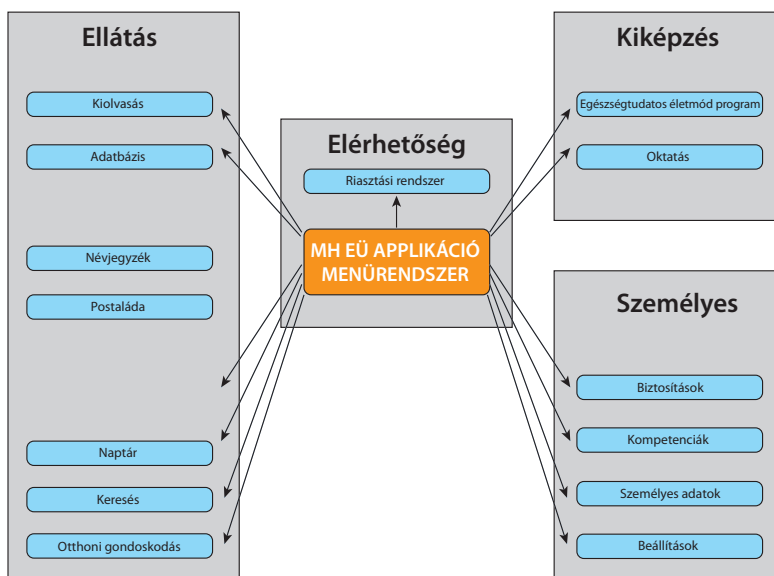 Ellátás
Kiolvasás
Adatbázis
Névjegyzék
Postaláda
Naptár
Keresés
Otthoni gondoskodás
Elérhetőség
Riasztási rendszer
MH EÜ APPLIKÁCIÓ
MENÜRENDSZER
Kiképzés
Egészségtudatos életmód program
Oktatás
Személyes
Biztosítások
Kompetenciák
Személyes adatok
Beállítások